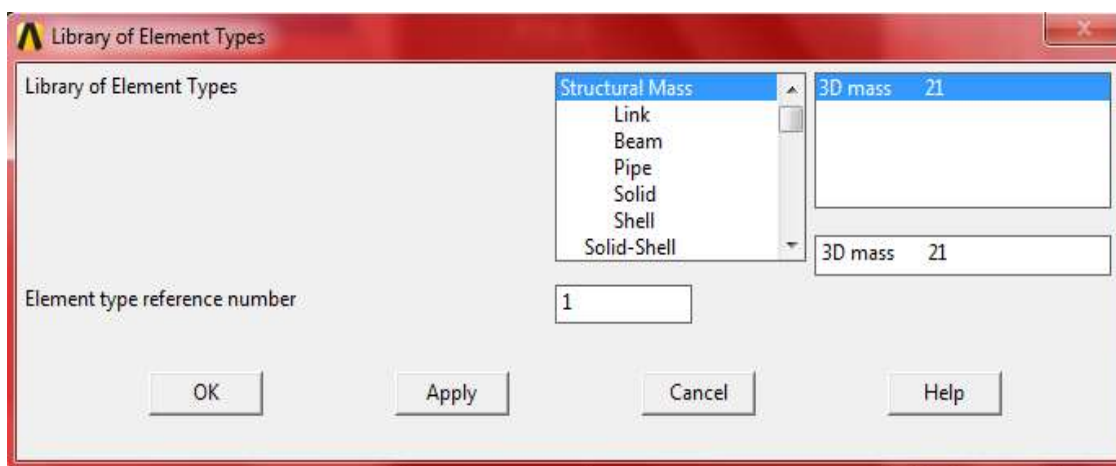 Library of Element Types
Library of Element Types
Structural Mass
Link
Beam
Pipe
Solid
Shell
Solid-Shell
3D mass 21
3D mass 21
Element type reference number
1
OK
Apply
Cancel
Help